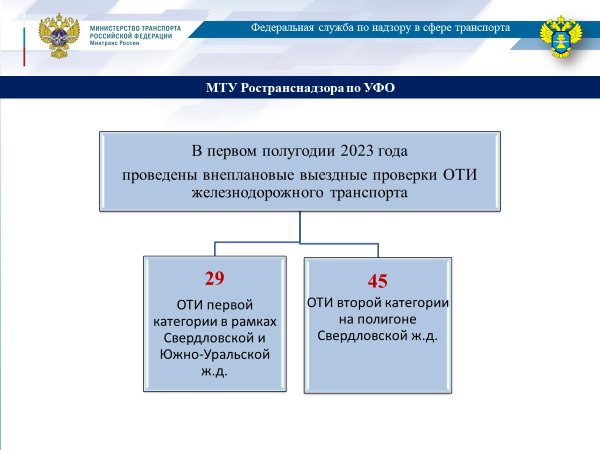 МИНИСТЕРСТВО ТРАНСПОРТА
РОССИЙСКОЙ ФЕДЕРАЦИИ
Минтранс России
Федеральная служба по надзору в сфере транспорта
МТУ Ространснадзора по УФО
В первом полугодии 2023 года
проведены внеплановые выездные проверки ОТИ
железнодорожного транспорта
29
ОТИ первой
категории в рамках
Свердловской и
Южно-Уральской
ж.д.
45
ОТИ второй категории
на полигоне
Свердловской ж.д.